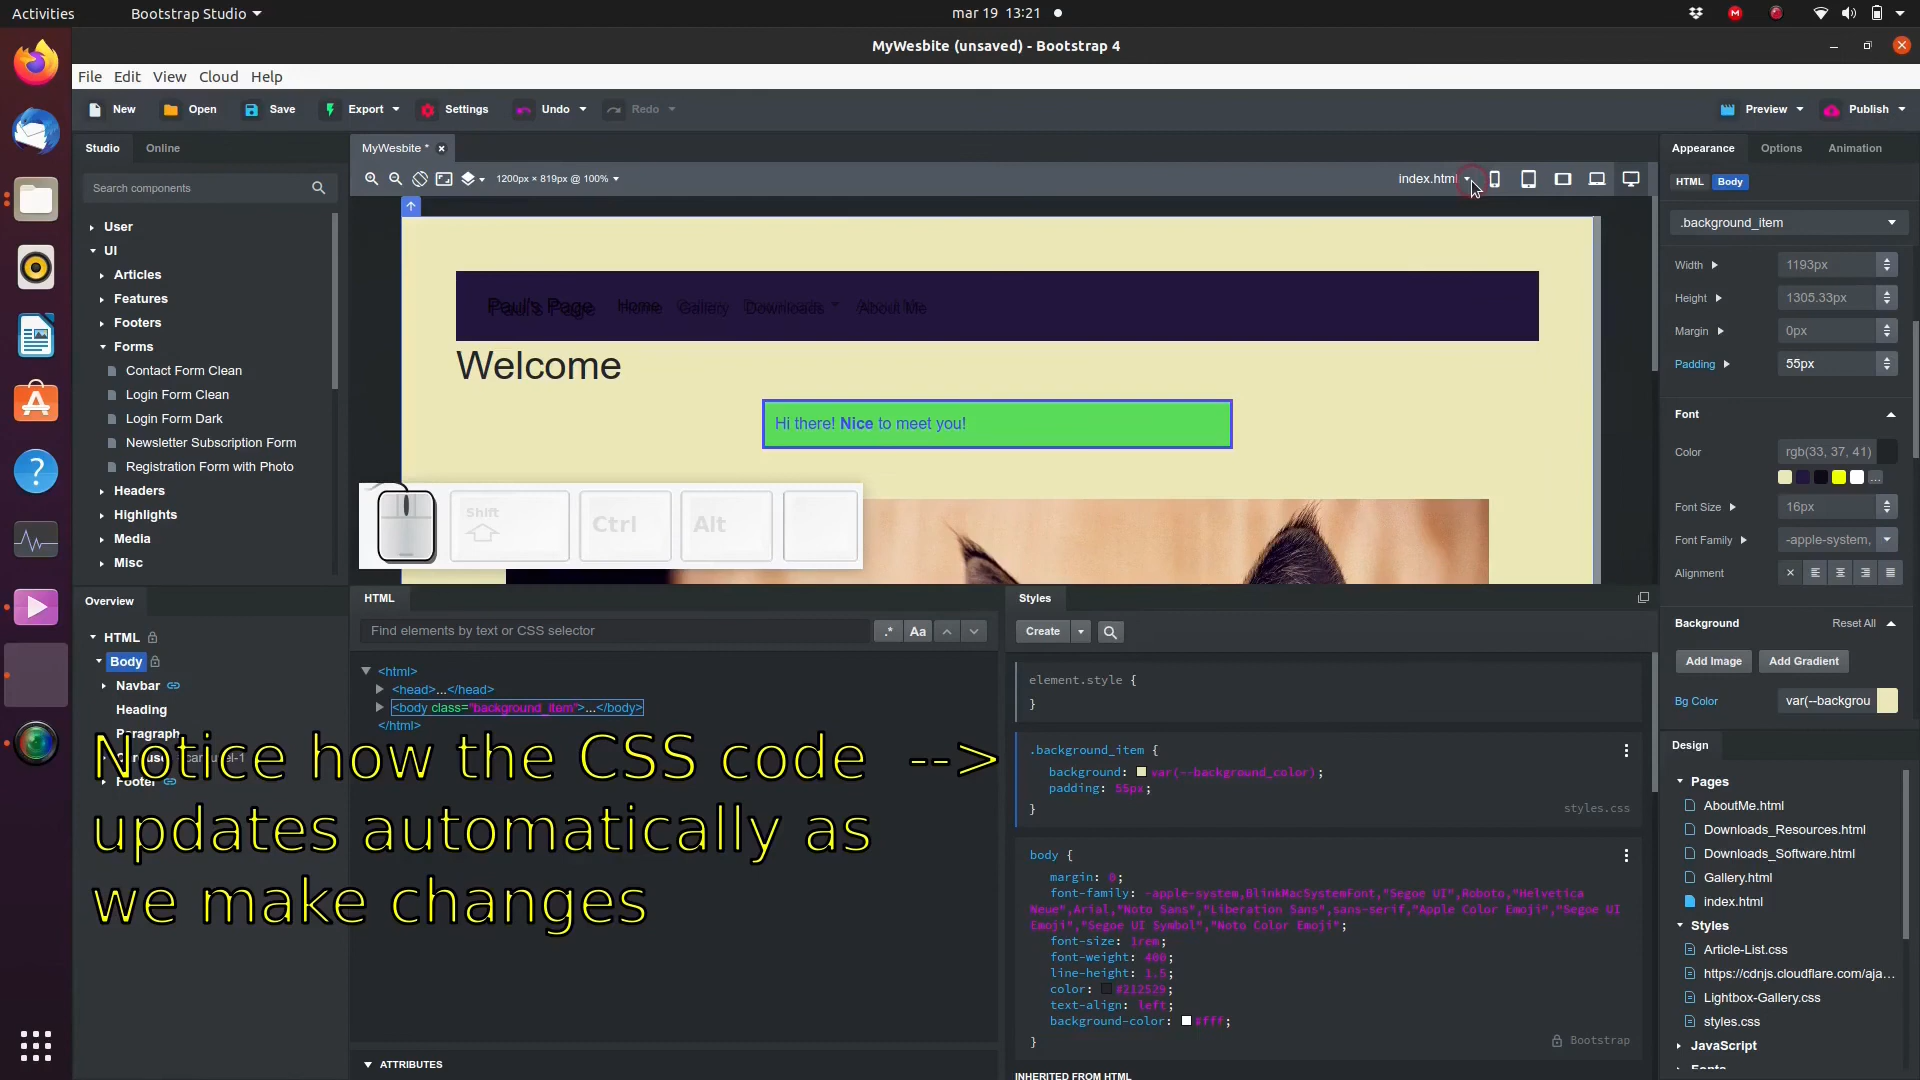 Activities
Bootstrap Studio
mar 19 13:21
MyWesbite (unsaved) - Bootstrap 4
File Edit View Cloud Help
New Open Save Export Settings Undo Redo Preview Publish
Studio Online
MyWesbite *
Appearance Options Animation
Search components
1200px × 819px @ 100%
index.html
HTML Body
.background_item
User
UI
Articles
Features
Footers
Forms
Contact Form Clean
Login Form Clean
Login Form Dark
Newsletter Subscription Form
Registration Form with Photo
Headers
Highlights
Media
Misc
Paul's Page Home Gallery Downloads About Me
Welcome
Hi there! Nice to meet you!
Shift Ctrl Alt
Width 1193px
Height 1305.33px
Margin 0px
Padding 55px
Font
Color rgb(33, 37, 41)
...
Font Size 16px
Font Family -apple-system,
Alignment
Background Reset All
Add Image Add Gradient
Bg Color var(--backgrou
Overview
HTML
Body
Navbar
Heading
Paragraph
Footer
HTML
Find elements by text or CSS selector
.* Aa
<html>
<head>...</head>
<body class="background_item">...</body>
</html>
ATTRIBUTES
Notice how the CSS code -->
updates automatically as
we make changes
Styles
Create
element.style {
}
.background_item {
background: var(--background_color);
padding: 55px;
}
styles.css
body {
margin: 0;
font-family: -apple-system,BlinkMacSystemFont,"Segoe UI",Roboto,"Helvetica
Neue",Arial,"Noto Sans","Liberation Sans",sans-serif,"Apple Color Emoji","Segoe UI
Emoji","Segoe UI Symbol","Noto Color Emoji";
font-size: 1rem;
font-weight: 400;
line-height: 1.5;
color: #212529;
text-align: left;
background-color: #fff;
}
Bootstrap
INHERITED FROM HTML
Design
Pages
AboutMe.html
Downloads_Resources.html
Downloads_Software.html
Gallery.html
index.html
Styles
Article-List.css
https://cdnjs.cloudflare.com/aja...
Lightbox-Gallery.css
styles.css
JavaScript